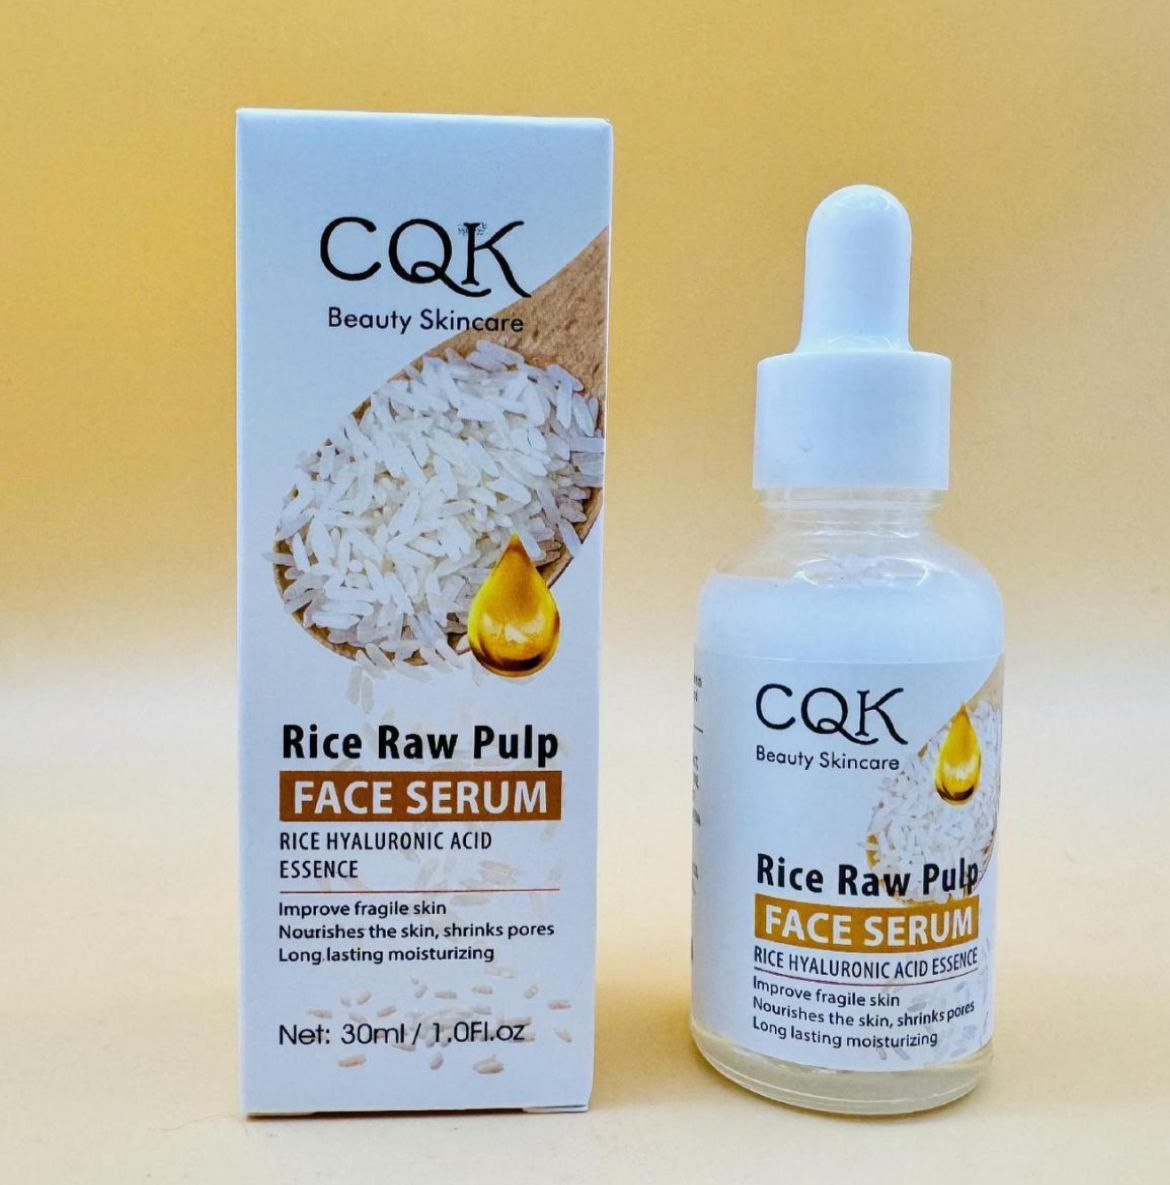 CQK
Beauty Skincare
Rice Raw Pulp
FACE SERUM
RICE HYALURONIC ACID
ESSENCE
Improve fragile skin
Nourishes the skin, shrinks pores
Long lasting moisturizing
Net: 30ml / 1.0Fl.oz
CQK
Beauty Skincare
Rice Raw Pulp
FACE SERUM
RICE HYALURONIC ACID ESSENCE
Improve fragile skin
Nourishes the skin, shrinks pores
Long lasting moisturizing